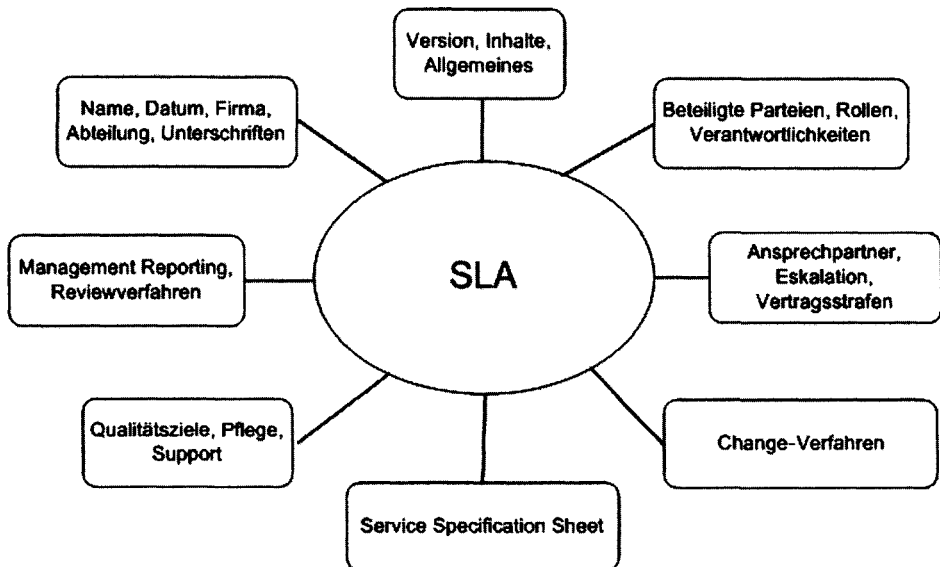 Version, Inhalte,
Allgemeines
Name, Datum, Firma,
Abteilung, Unterschriften
Beteiligte Parteien, Rollen,
Verantwortlichkeiten
Management Reporting,
Reviewverfahren
SLA
Ansprechpartner,
Eskalation,
Vertragsstrafen
Qualitätsziele, Pflege,
Support
Change-Verfahren
Service Specification Sheet